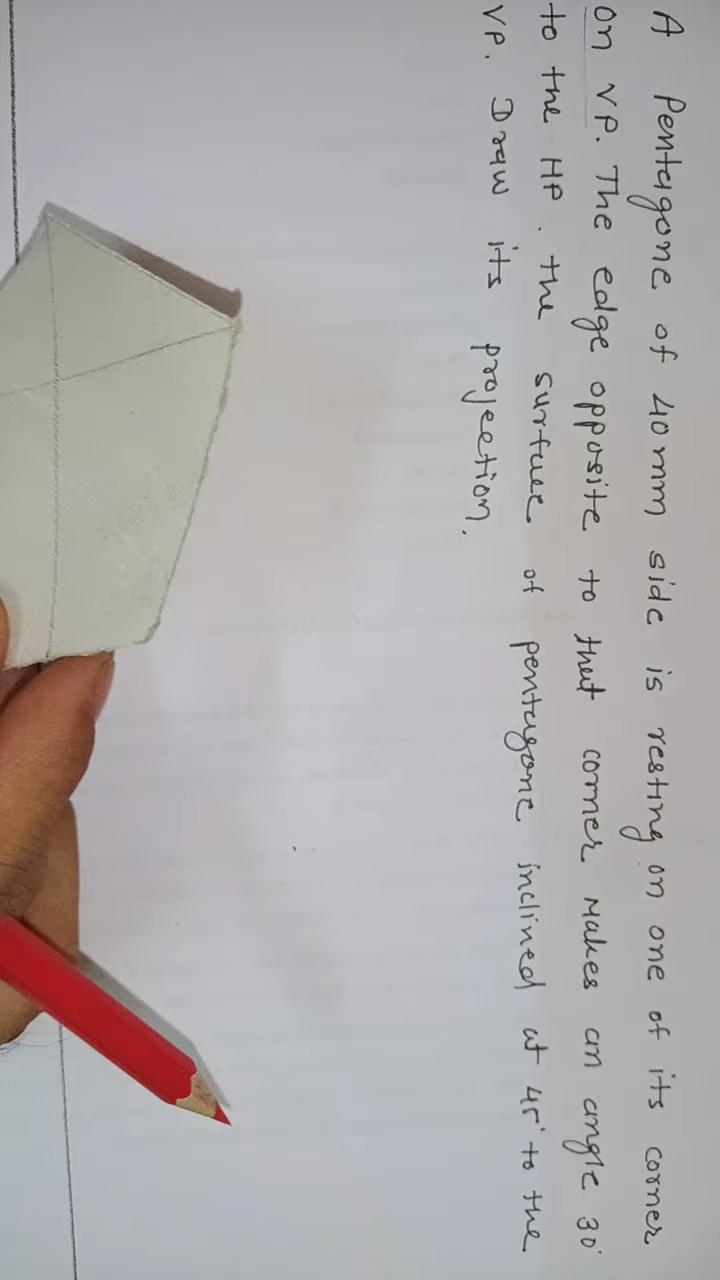 A Pentagone of 40mm side is resting on one of its corner
on VP. The edge opposite to that corner makes an angle 30°
to the HP. the surface of pentagone inclined at 45° to the
VP. Draw its projection.